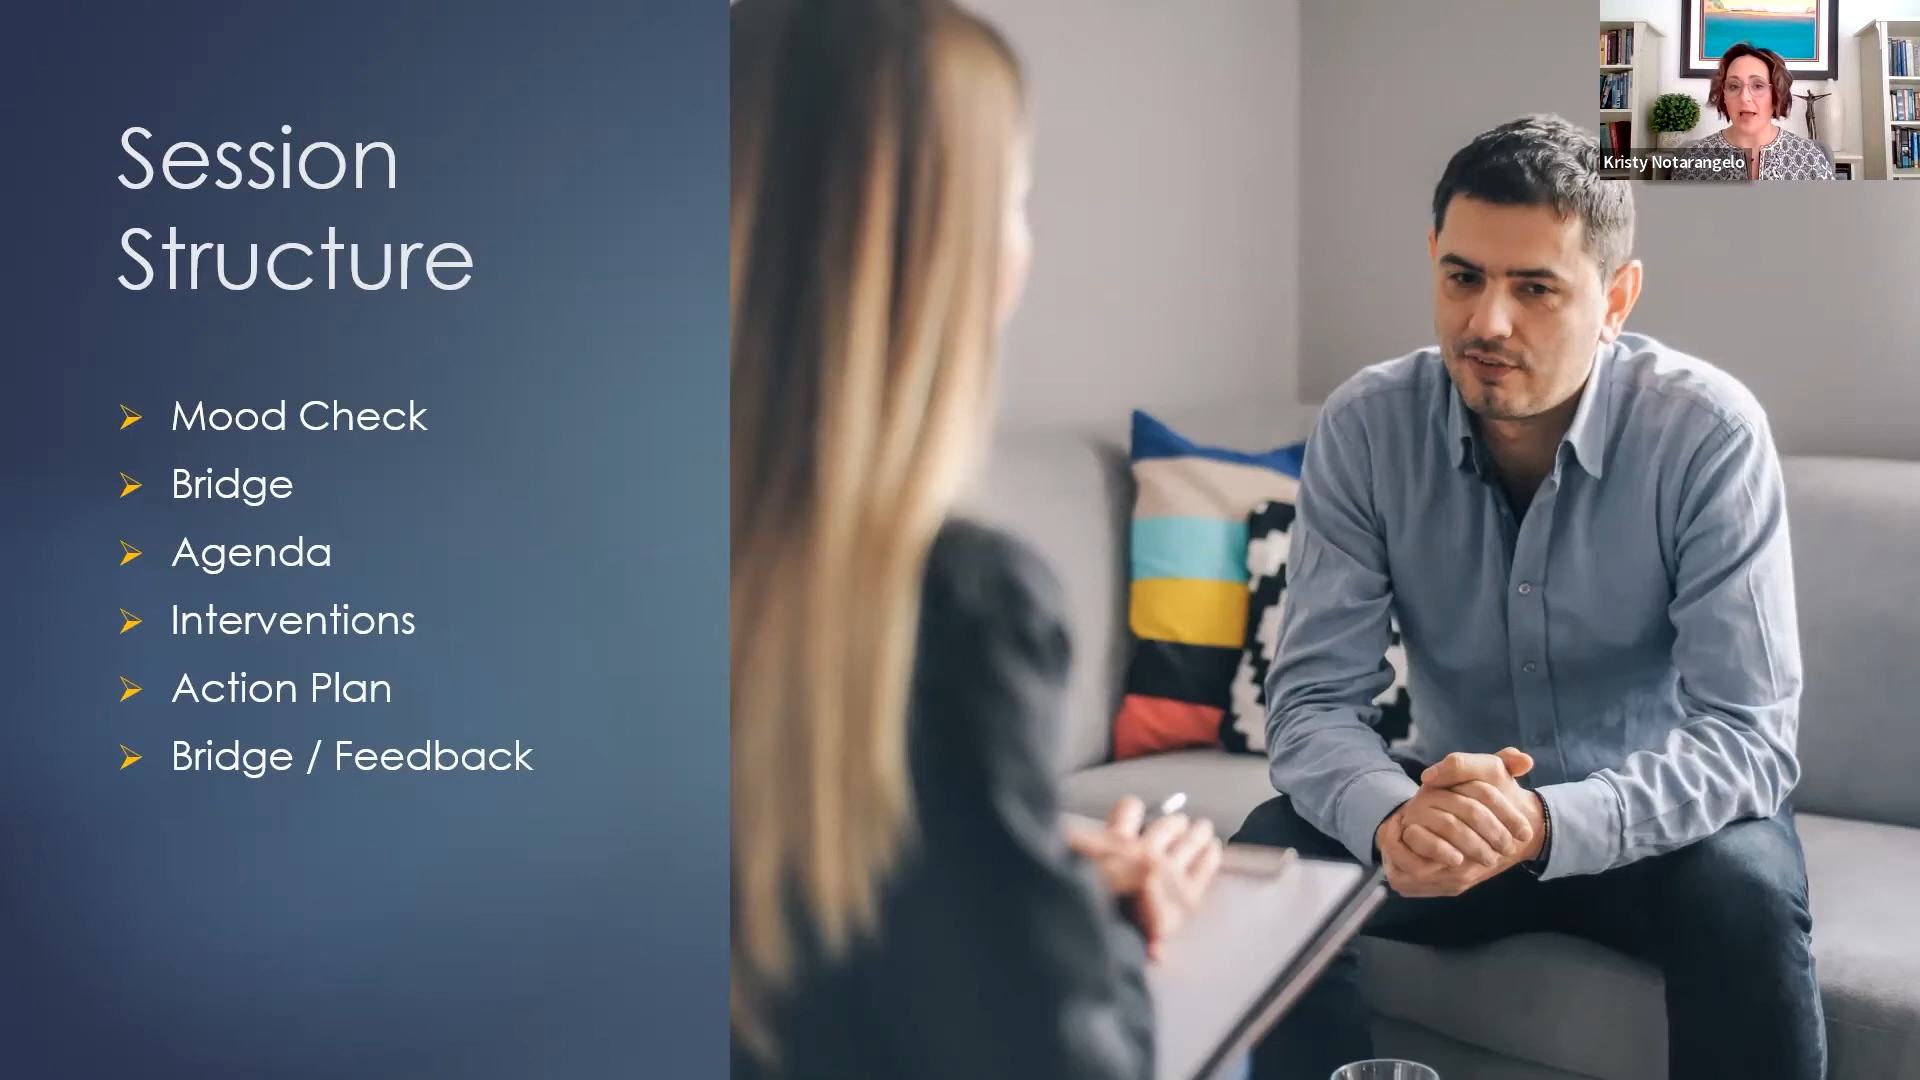 Session
Structure
Mood Check
Bridge
Agenda
Interventions
Action Plan
Bridge / Feedback
Kristy Notarangelo